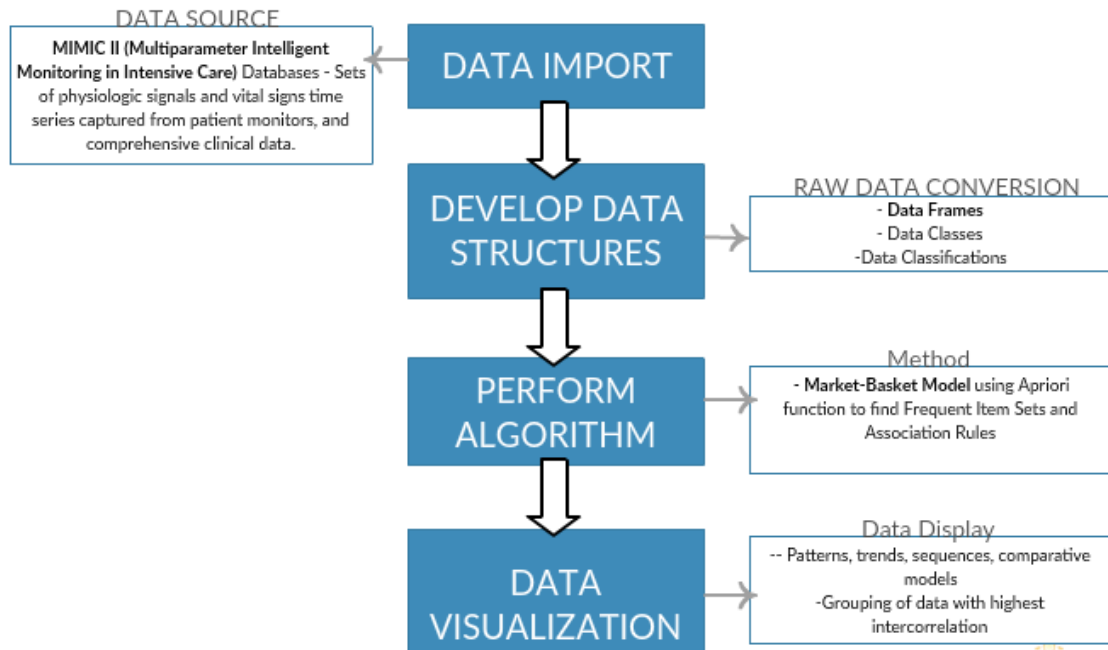 DATA SOURCE
MIMIC II (Multiparameter Intelligent
Monitoring in Intensive Care) Databases - Sets
of physiologic signals and vital signs time
series captured from patient monitors, and
comprehensive clinical data.
DATA IMPORT
DEVELOP DATA
STRUCTURES
RAW DATA CONVERSION
- Data Frames
- Data Classes
-Data Classifications
PERFORM
ALGORITHM
Method
- Market-Basket Model using Apriori
function to find Frequent Item Sets and
Association Rules
DATA
VISUALIZATION
Data Display
-- Patterns, trends, sequences, comparative
models
-Grouping of data with highest
intercorrelation